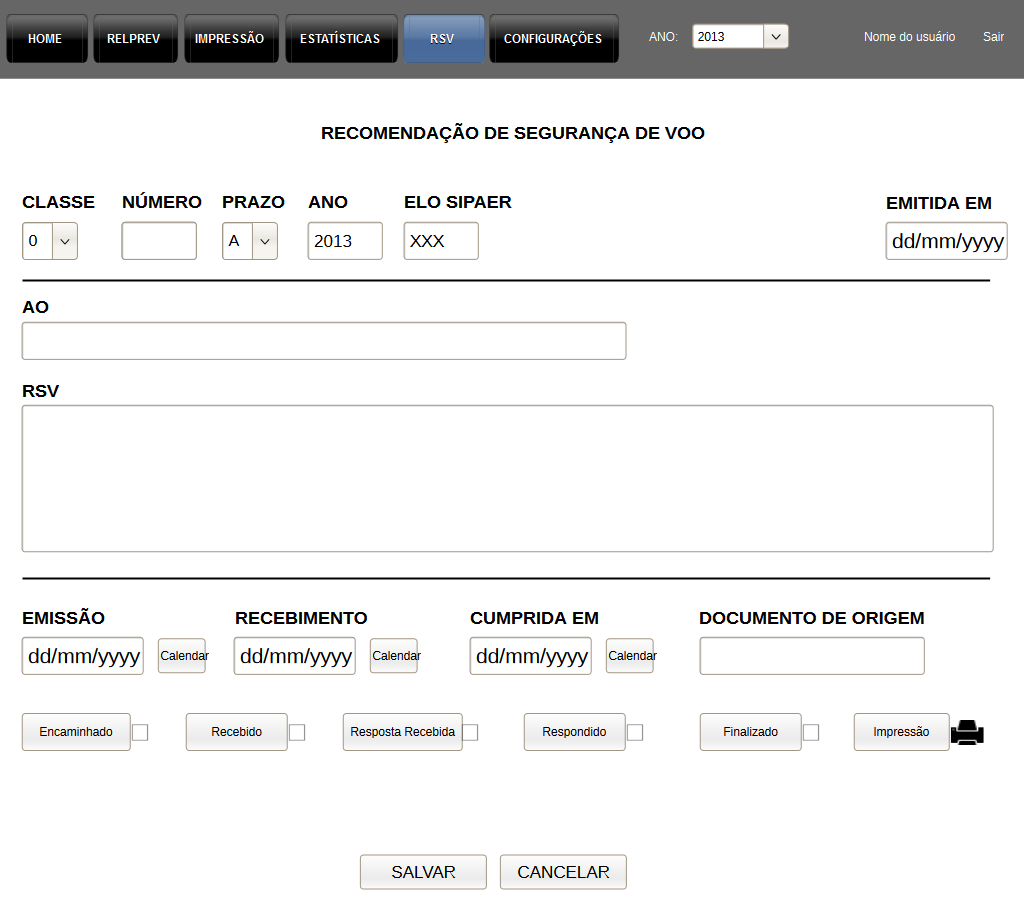 HOME RELPREV IMPRESSÃO ESTATÍSTICAS RSV CONFIGURAÇÕES ANO: 2013 Nome do usuário Sair
RECOMENDAÇÃO DE SEGURANÇA DE VOO
CLASSE NÚMERO PRAZO ANO ELO SIPAER EMITIDA EM
0 A 2013 XXX dd/mm/yyyy
AO
RSV
EMISSÃO RECEBIMENTO CUMPRIDA EM DOCUMENTO DE ORIGEM
dd/mm/yyyy Calendar dd/mm/yyyy Calendar dd/mm/yyyy Calendar
Encaminhado Recebido Resposta Recebida Respondido Finalizado Impressão
SALVAR CANCELAR